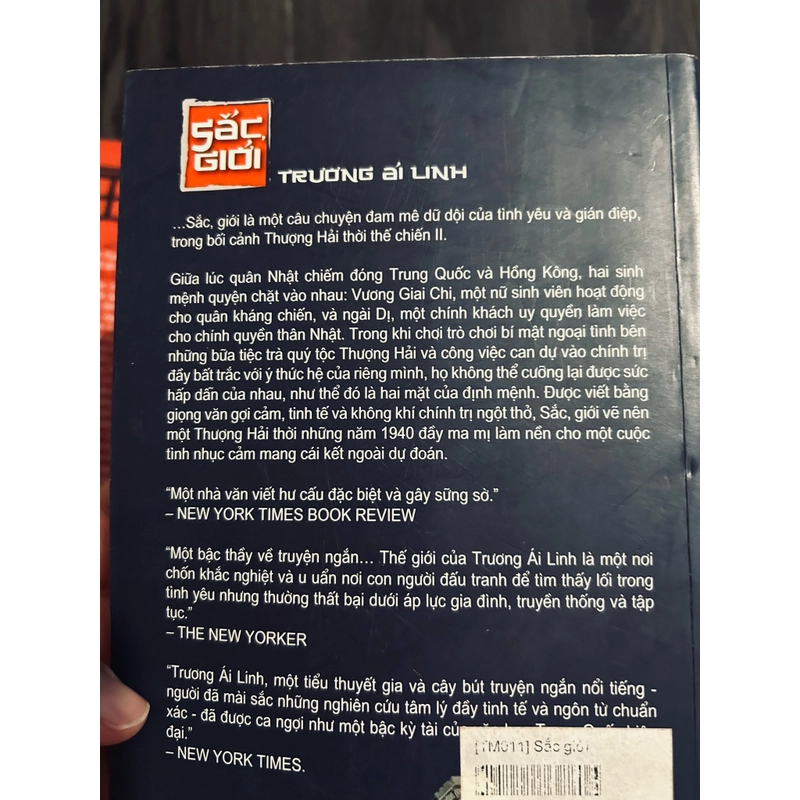 SẮC,
GIỚI
TRƯƠNG ÁI LINH
...Sắc, giới là một câu chuyện đam mê dữ dội của tình yêu và gián điệp,
trong bối cảnh Thượng Hải thời thế chiến II.
Giữa lúc quân Nhật chiếm đóng Trung Quốc và Hồng Kông, hai sinh
mệnh quyện chặt vào nhau: Vương Giai Chi, một nữ sinh viên hoạt động
cho quân kháng chiến, và ngài Dị, một chính khách uy quyền làm việc
cho chính quyền thân Nhật. Trong khi chơi trò chơi bí mật ngoại tình bên
những bữa tiệc trà quý tộc Thượng Hải và công việc can dự vào chính trị
đầy bất trắc với ý thức hệ của riêng mình, họ không thể cưỡng lại được sức
hấp dẫn của nhau, như thể đó là hai mặt của định mệnh. Được viết bằng
giọng văn gợi cảm, tinh tế và không khí chính trị ngột thở, Sắc, giới vẽ nên
một Thượng Hải thời những năm 1940 đầy ma mị làm nền cho một cuộc
tình nhục cảm mang cái kết ngoài dự đoán.
“Một nhà văn viết hư cấu đặc biệt và gây sững sờ.”
– NEW YORK TIMES BOOK REVIEW
“Một bậc thầy về truyện ngắn... Thế giới của Trương Ái Linh là một nơi
chốn khắc nghiệt và u uẩn nơi con người đấu tranh để tìm thấy lối trong
tình yêu nhưng thường thất bại dưới áp lực gia đình, truyền thống và tập
tục.”
– THE NEW YORKER
“Trương Ái Linh, một tiểu thuyết gia và cây bút truyện ngắn nổi tiếng -
người đã mài sắc những nghiên cứu tâm lý đầy tinh tế và ngôn từ chuẩn
xác - đã được ca ngợi như một bậc kỳ tài
đại.”
– NEW YORK TIMES.
[TM011] Sắc giới